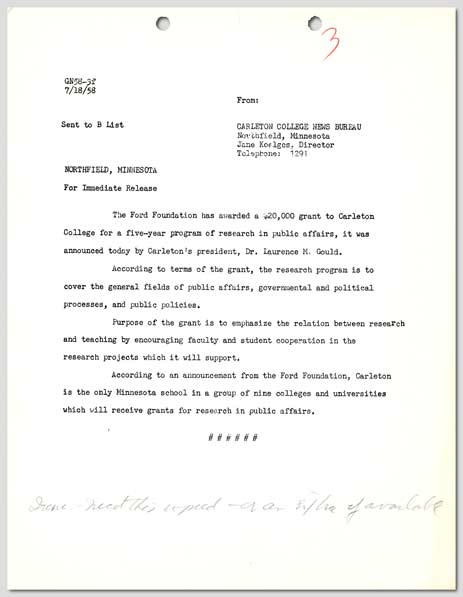 3
GN58-32
7/18/58
From:
Sent to B List
CARLETON COLLEGE NEWS BUREAU
Northfield, Minnesota
Jane Koelges, Director
Telephone: 1291
NORTHFIELD, MINNESOTA
For Immediate Release
The Ford Foundation has awarded a $20,000 grant to Carleton
College for a five-year program of research in public affairs, it was
announced today by Carleton's president, Dr. Laurence M. Gould.
According to terms of the grant, the research program is to
cover the general fields of public affairs, governmental and political
processes, and public policies.
Purpose of the grant is to emphasize the relation between research
and teaching by encouraging faculty and student cooperation in the
research projects which it will support.
According to an announcement from the Ford Foundation, Carleton
is the only Minnesota school in a group of nine colleges and universities
which will receive grants for research in public affairs.
# # # # # #
Irene - Need this if available